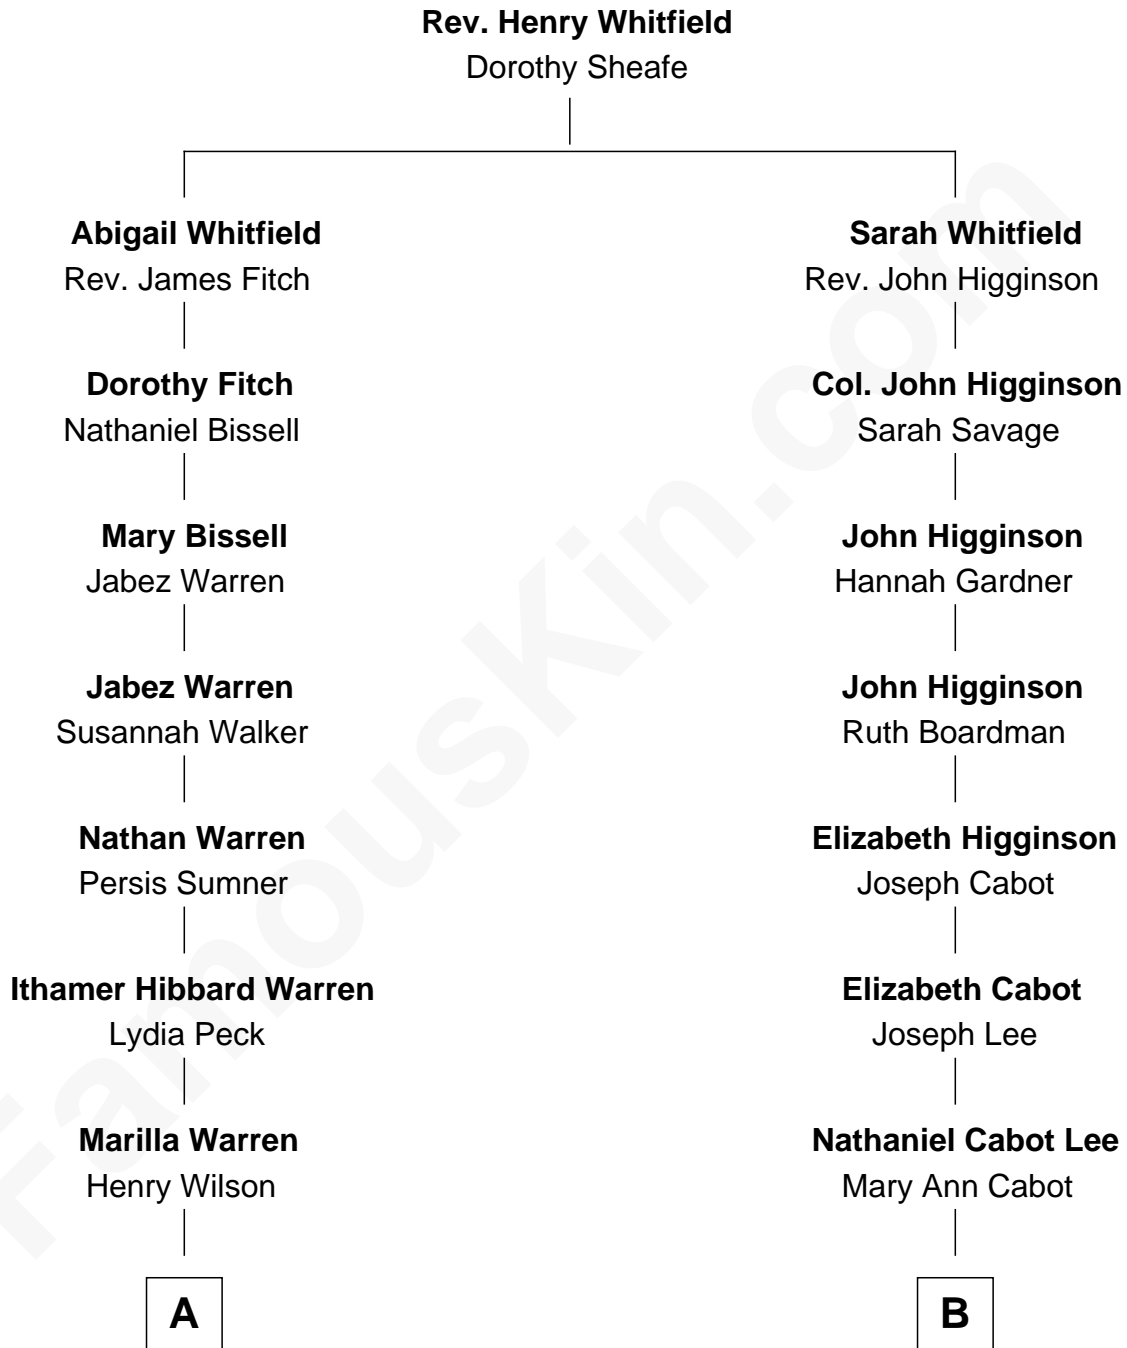 Rev. Henry Whitfield
Dorothy Sheafe
Abigail Whitfield
Rev. James Fitch
Sarah Whitfield
Rev. John Higginson
Dorothy Fitch
Nathaniel Bissell
Col. John Higginson
Sarah Savage
Mary Bissell
Jabez Warren
John Higginson
Hannah Gardner
Jabez Warren
Susannah Walker
John Higginson
Ruth Boardman
Nathan Warren
Persis Sumner
Elizabeth Higginson
Joseph Cabot
Ithamer Hibbard Warren
Lydia Peck
Elizabeth Cabot
Joseph Lee
Marilla Warren
Henry Wilson
Nathaniel Cabot Lee
Mary Ann Cabot
A
B
FamousKin.com